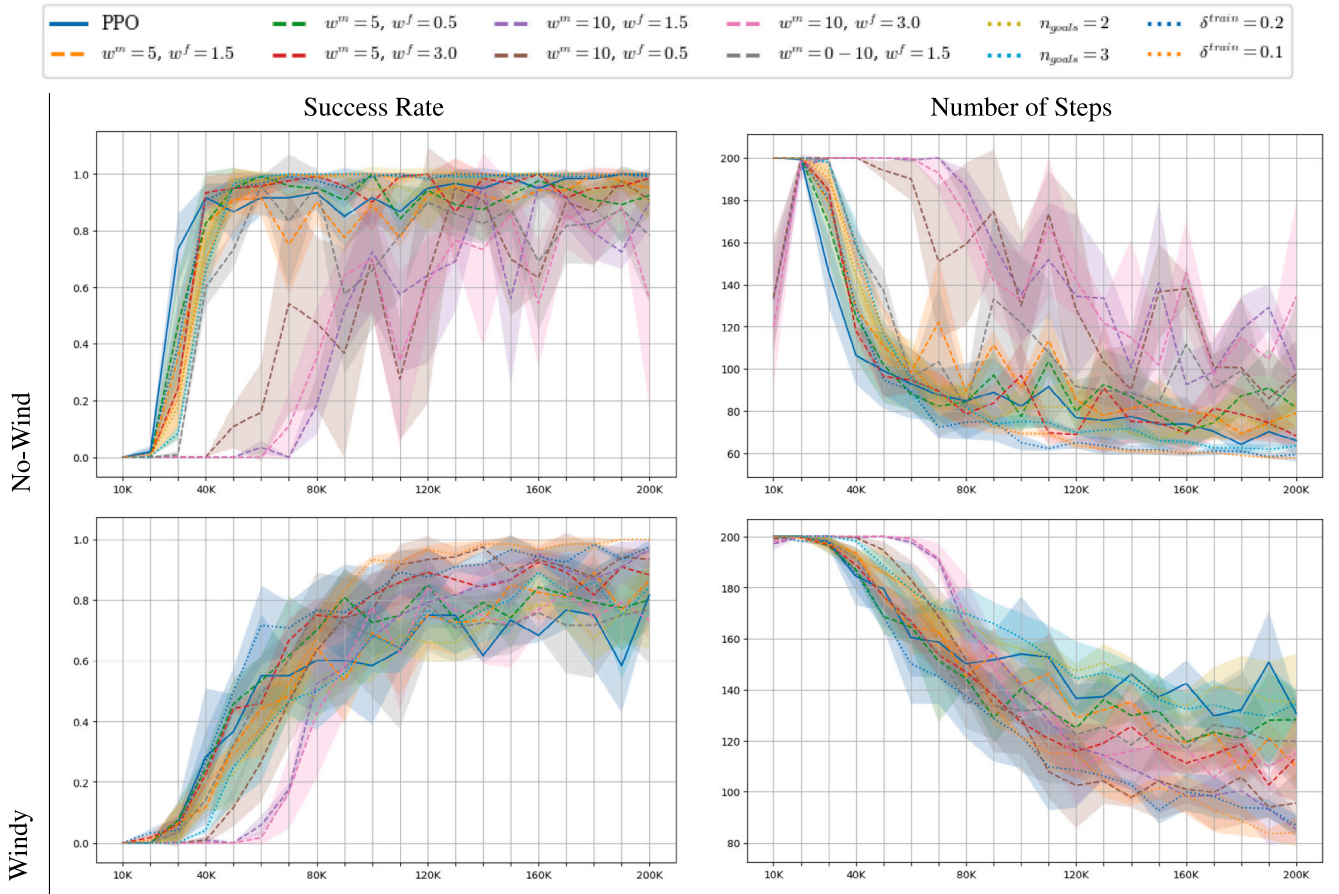 PPO
w^m = 5, w^f = 0.5
w^m = 10, w^f = 1.5
w^m = 10, w^f = 3.0
n_goals = 2
δ^train = 0.2
w^m = 5, w^f = 1.5
w^m = 5, w^f = 3.0
w^m = 10, w^f = 0.5
w^m = 0 − 10, w^f = 1.5
n_goals = 3
δ^train = 0.1
Success Rate
Number of Steps
No-Wind
1.0
0.8
0.6
0.4
0.2
0.0
10K 40K 80K 120K 160K 200K
200
180
160
140
120
100
80
60
10K 40K 80K 120K 160K 200K
Windy
1.0
0.8
0.6
0.4
0.2
0.0
10K 40K 80K 120K 160K 200K
200
180
160
140
120
100
80
10K 40K 80K 120K 160K 200K